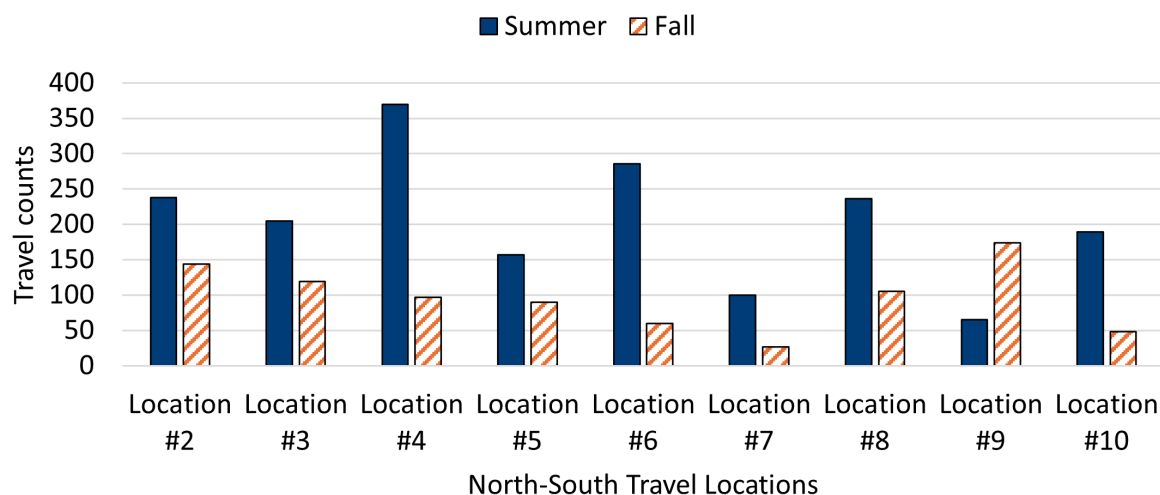 Summer Fall
400
350
300
250
200
150
100
50
0
Travel counts
Location Location Location Location Location Location Location Location Location
#2 #3 #4 #5 #6 #7 #8 #9 #10
North-South Travel Locations